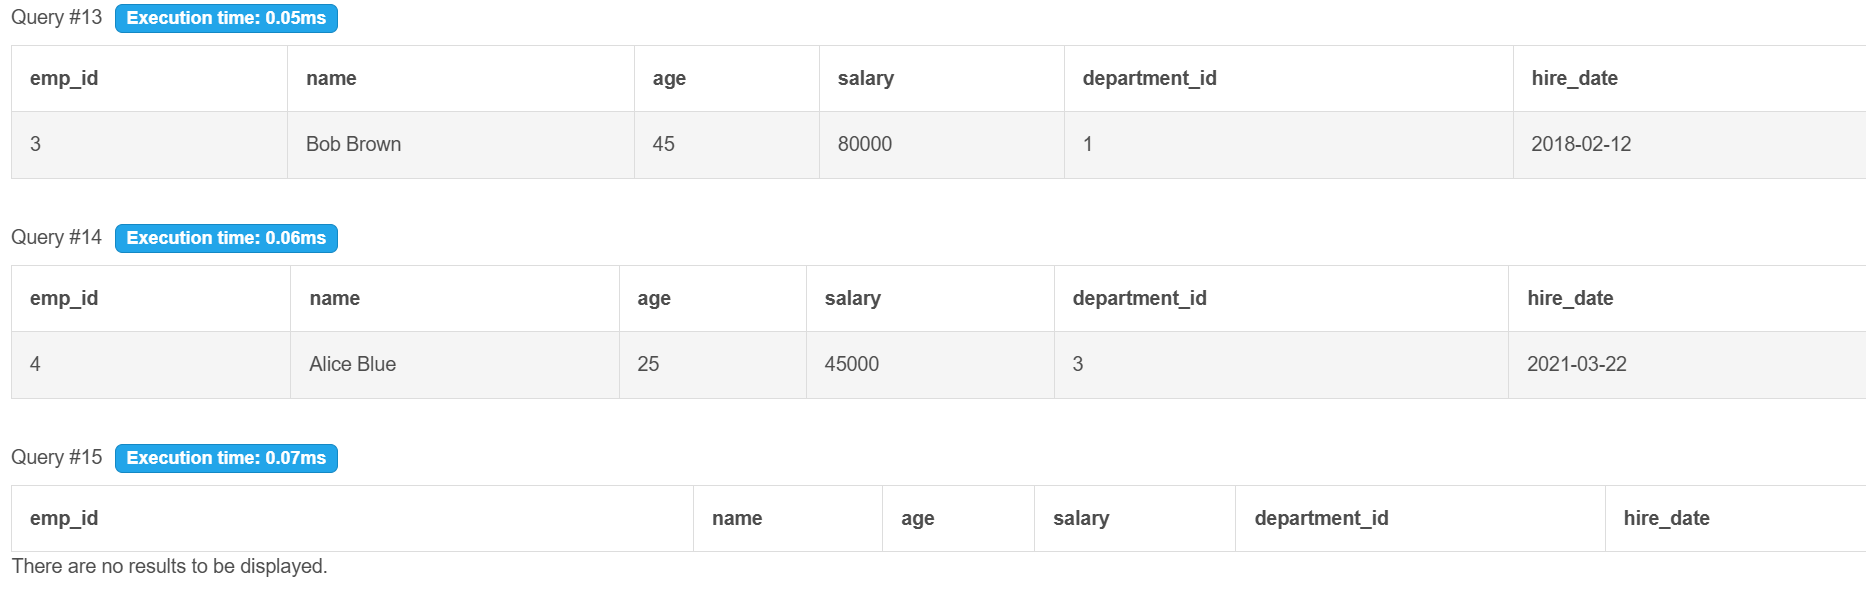 Query #13 Execution time: 0.05ms
emp_id name age salary department_id hire_date
3 Bob Brown 45 80000 1 2018-02-12
Query #14 Execution time: 0.06ms
emp_id name age salary department_id hire_date
4 Alice Blue 25 45000 3 2021-03-22
Query #15 Execution time: 0.07ms
emp_id name age salary department_id hire_date
There are no results to be displayed.